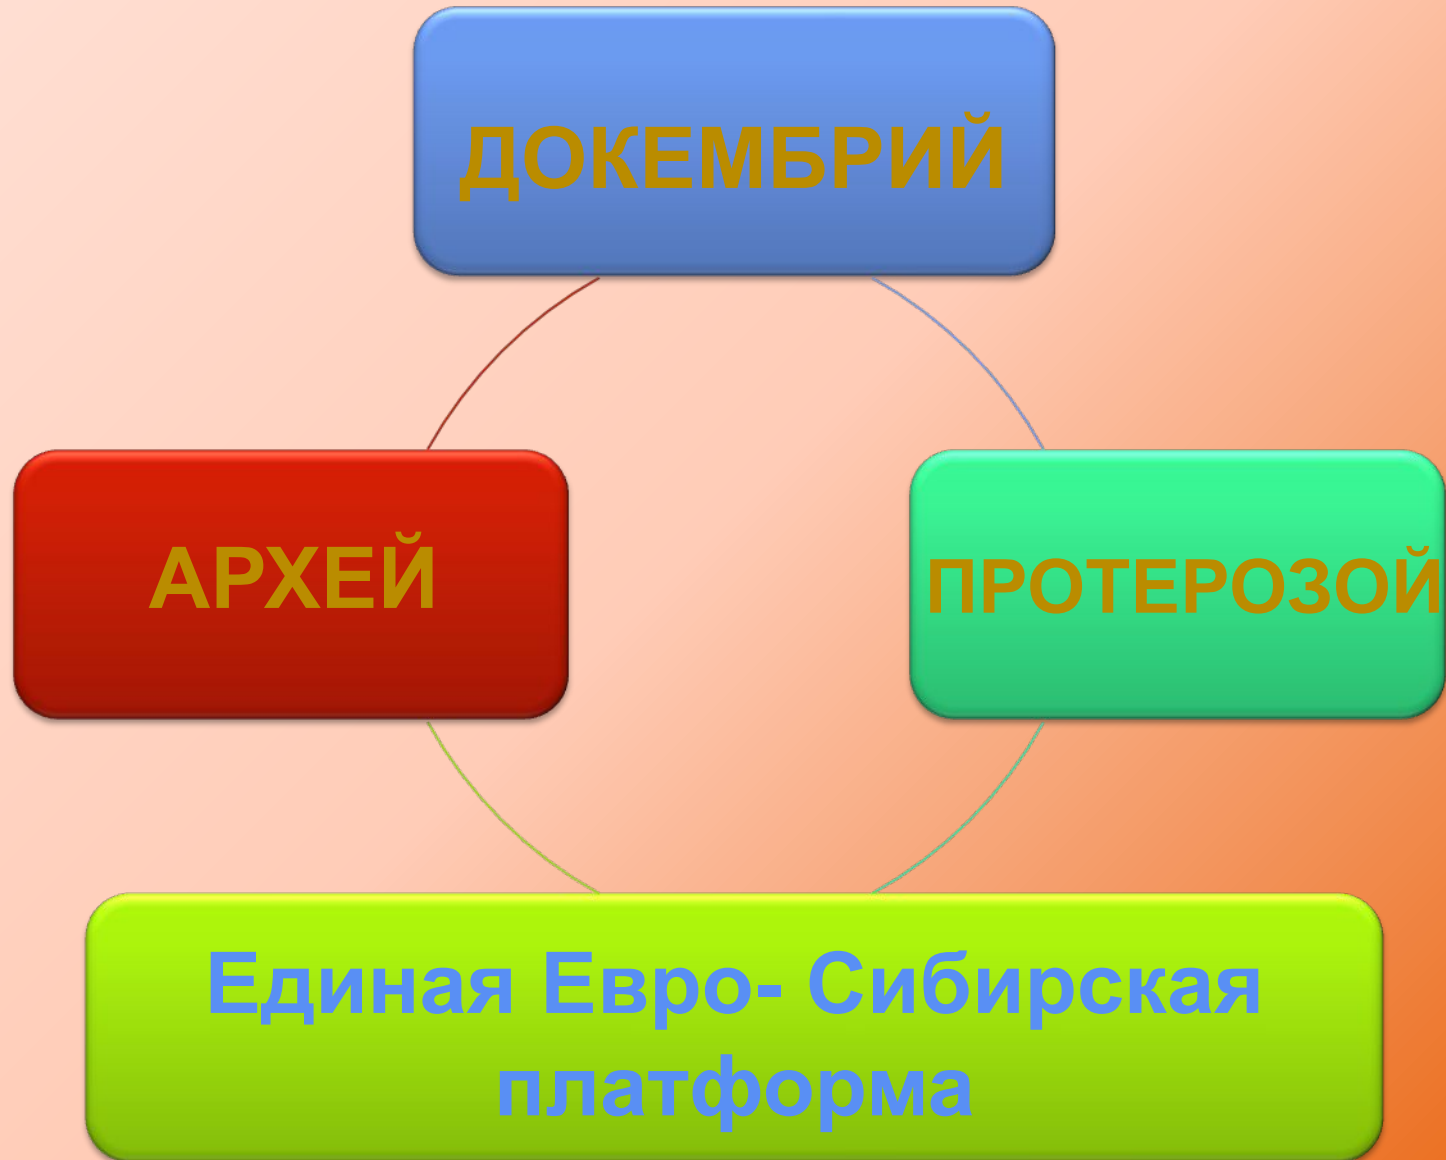 ДОКЕМБРИЙ
АРХЕЙ
ПРОТЕРОЗОЙ
Единая Евро- Сибирская
платформа